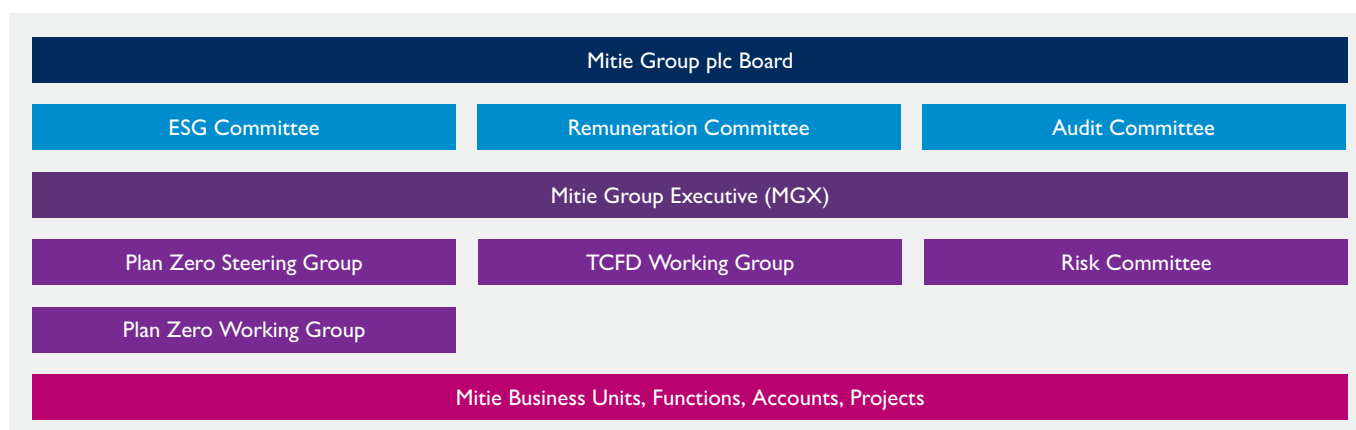 Mitie Group plc Board
ESG Committee
Remuneration Committee
Audit Committee
Mitie Group Executive (MGX)
Plan Zero Steering Group
TCFD Working Group
Risk Committee
Plan Zero Working Group
Mitie Business Units, Functions, Accounts, Projects